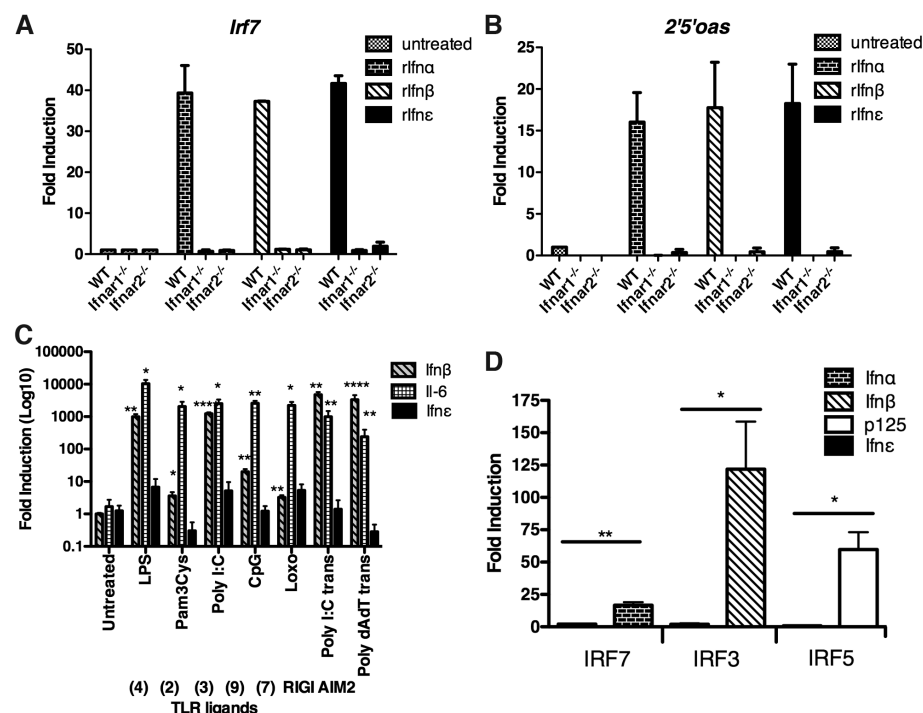 A
Irf7
Fold Induction
50
40
30
20
10
0
untreated
rIfnα
rIfnβ
rIfnε
WT
Ifnar1-/-
Ifnar2-/-
WT
Ifnar1-/-
Ifnar2-/-
WT
Ifnar1-/-
Ifnar2-/-
WT
Ifnar1-/-
Ifnar2-/-
B
2'5'oas
Fold Induction
25
20
15
10
5
0
untreated
rIfnα
rIfnβ
rIfnε
WT
Ifnar1-/-
Ifnar2-/-
WT
Ifnar1-/-
Ifnar2-/-
WT
Ifnar1-/-
Ifnar2-/-
WT
Ifnar1-/-
Ifnar2-/-
C
Fold Induction (Log10)
100000
10000
1000
100
10
1
0.1
** * * * **** * ** ** ** * ** ** **** **
Ifnβ
Il-6
Ifnε
Untreated
LPS
Pam3Cys
Poly I:C
CpG
Loxo
Poly I:C trans
Poly dAdT trans
(4) (2) (3) (9) (7) RIGI AIM2
TLR ligands
D
Fold Induction
175
150
125
100
75
50
25
0
**
*
*
Ifnα
Ifnβ
p125
Ifnε
IRF7
IRF3
IRF5